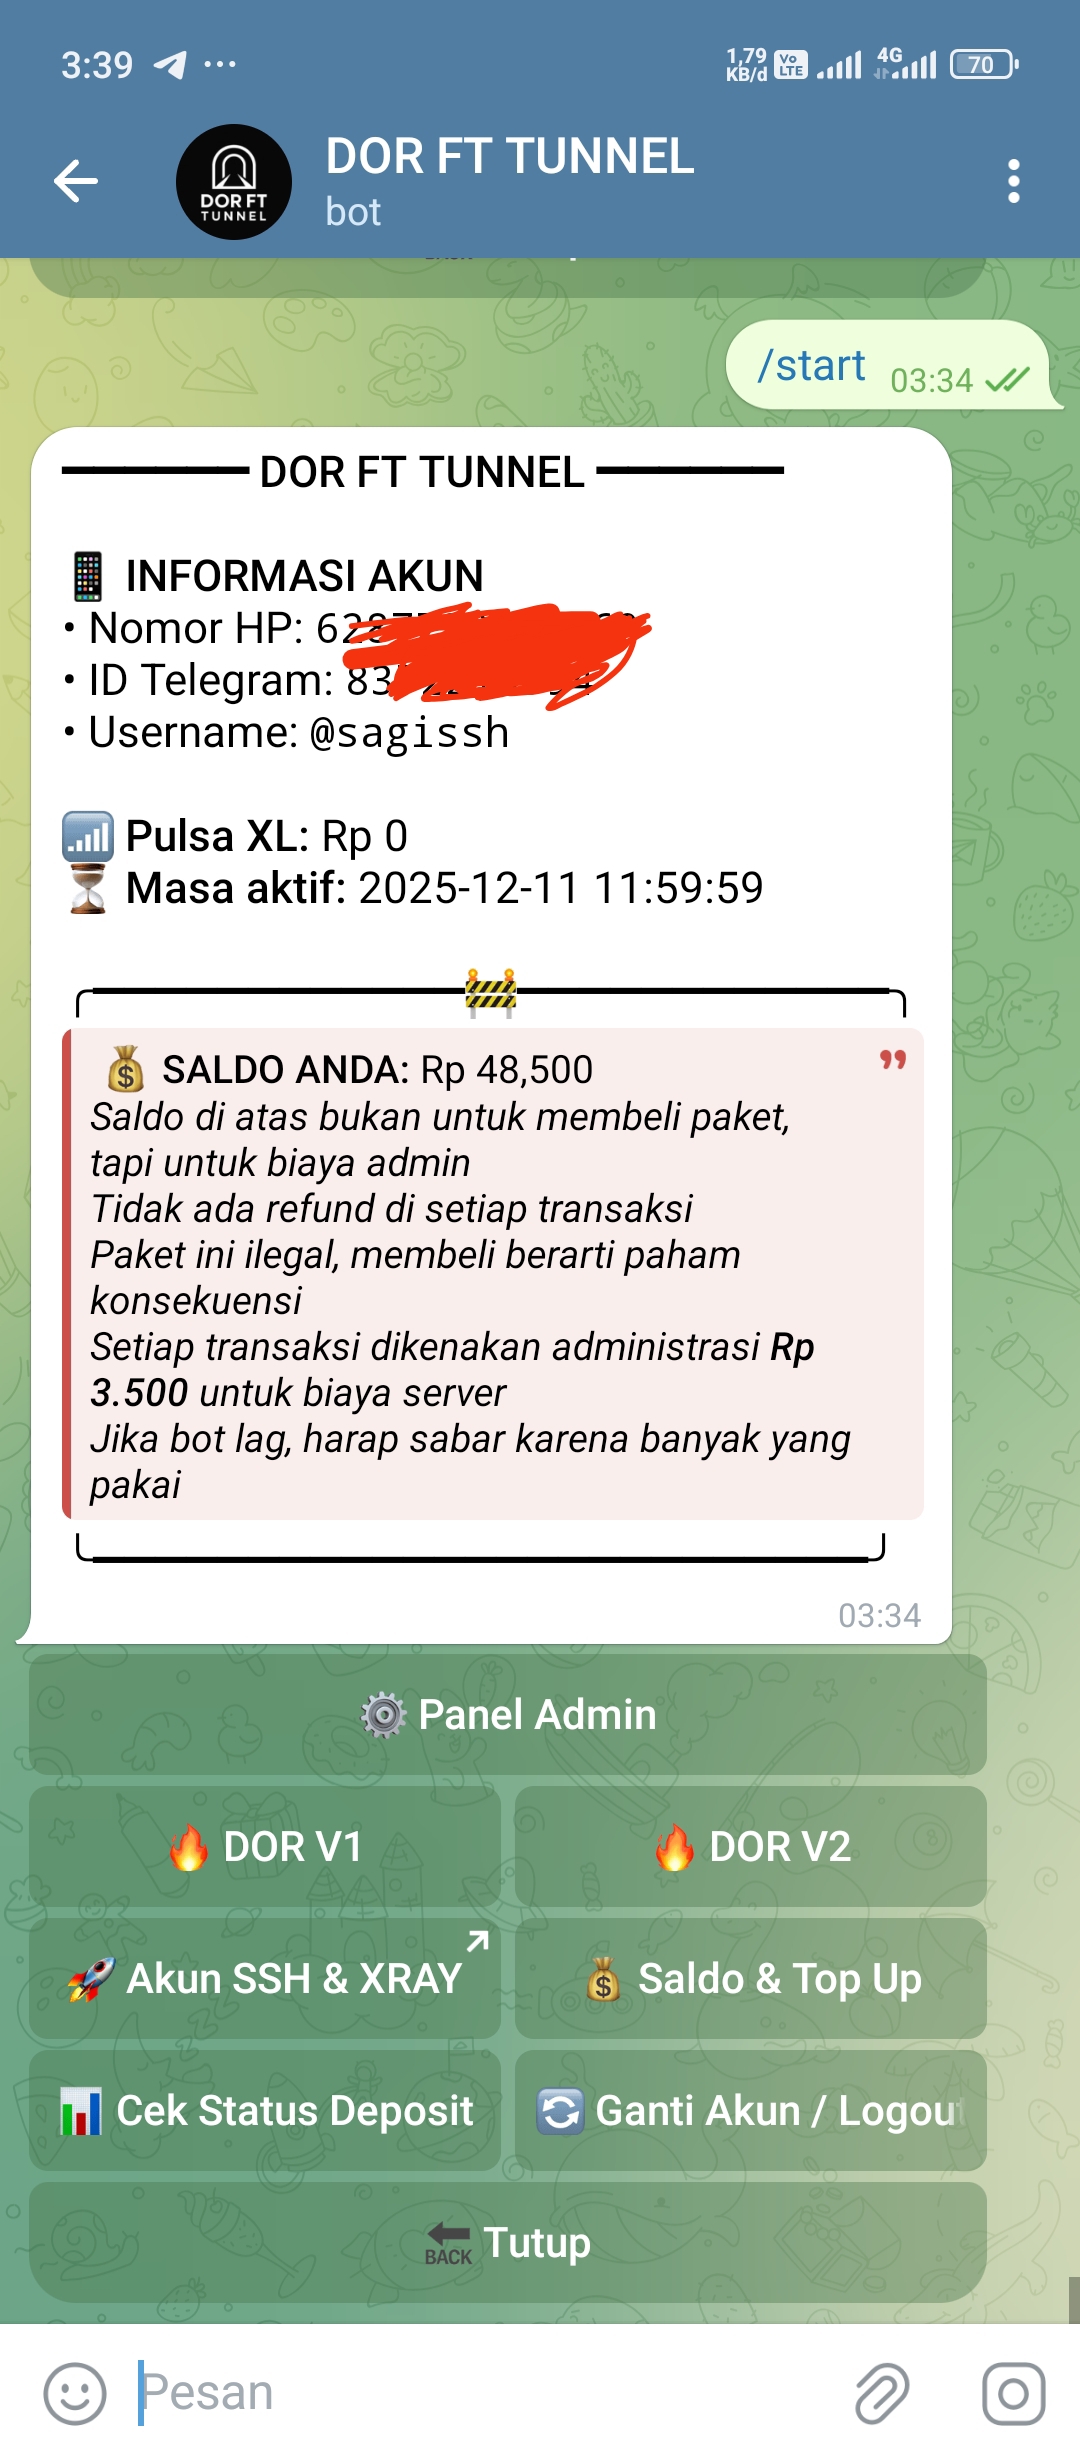 3:39
1,79
KB/d
Vo
LTE
4G
70
DOR FT
TUNNEL
DOR FT TUNNEL
bot
/start 03:34
DOR FT TUNNEL
INFORMASI AKUN
• Nomor HP:
• ID Telegram:
• Username: @sagissh
Pulsa XL: Rp 0
Masa aktif: 2025-12-11 11:59:59
SALDO ANDA: Rp 48,500
Saldo di atas bukan untuk membeli paket,
tapi untuk biaya admin
Tidak ada refund di setiap transaksi
Paket ini ilegal, membeli berarti paham
konsekuensi
Setiap transaksi dikenakan administrasi Rp
3.500 untuk biaya server
Jika bot lag, harap sabar karena banyak yang
pakai
03:34
Panel Admin
DOR V1
DOR V2
Akun SSH & XRAY
Saldo & Top Up
Cek Status Deposit
Ganti Akun / Logout
BACK Tutup
Pesan